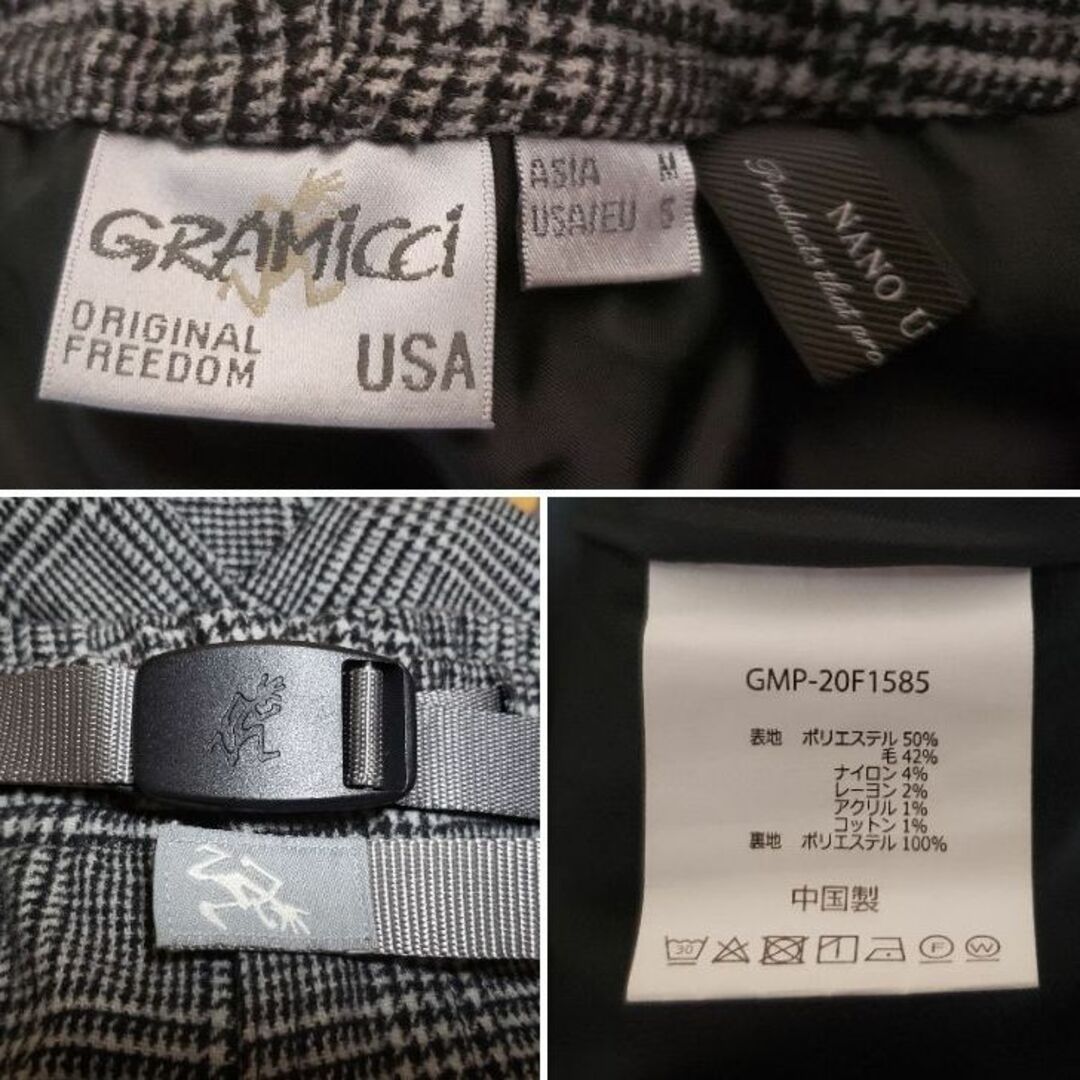 GRAMICCI
ORIGINAL
FREEDOM
USA
ASIA M
USA/EU S
NANO U
Products that pro
GMP-20F1585
表地 ポリエステル 50%
毛 42%
ナイロン 4%
レーヨン 2%
アクリル 1%
コットン 1%
裏地 ポリエステル 100%
中国製
30
F
W